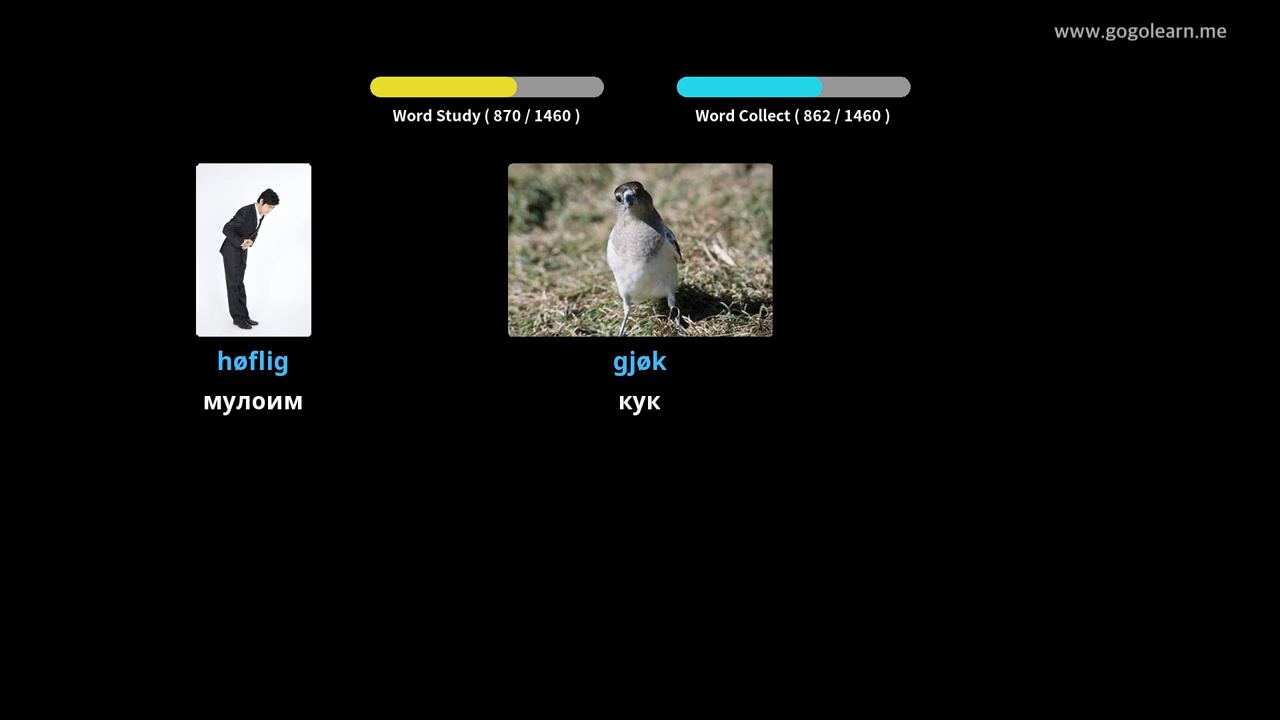 www.gogolearn.me
Word Study ( 870 / 1460 )
Word Collect ( 862 / 1460 )
høflig
gjøk
мулоим
кук